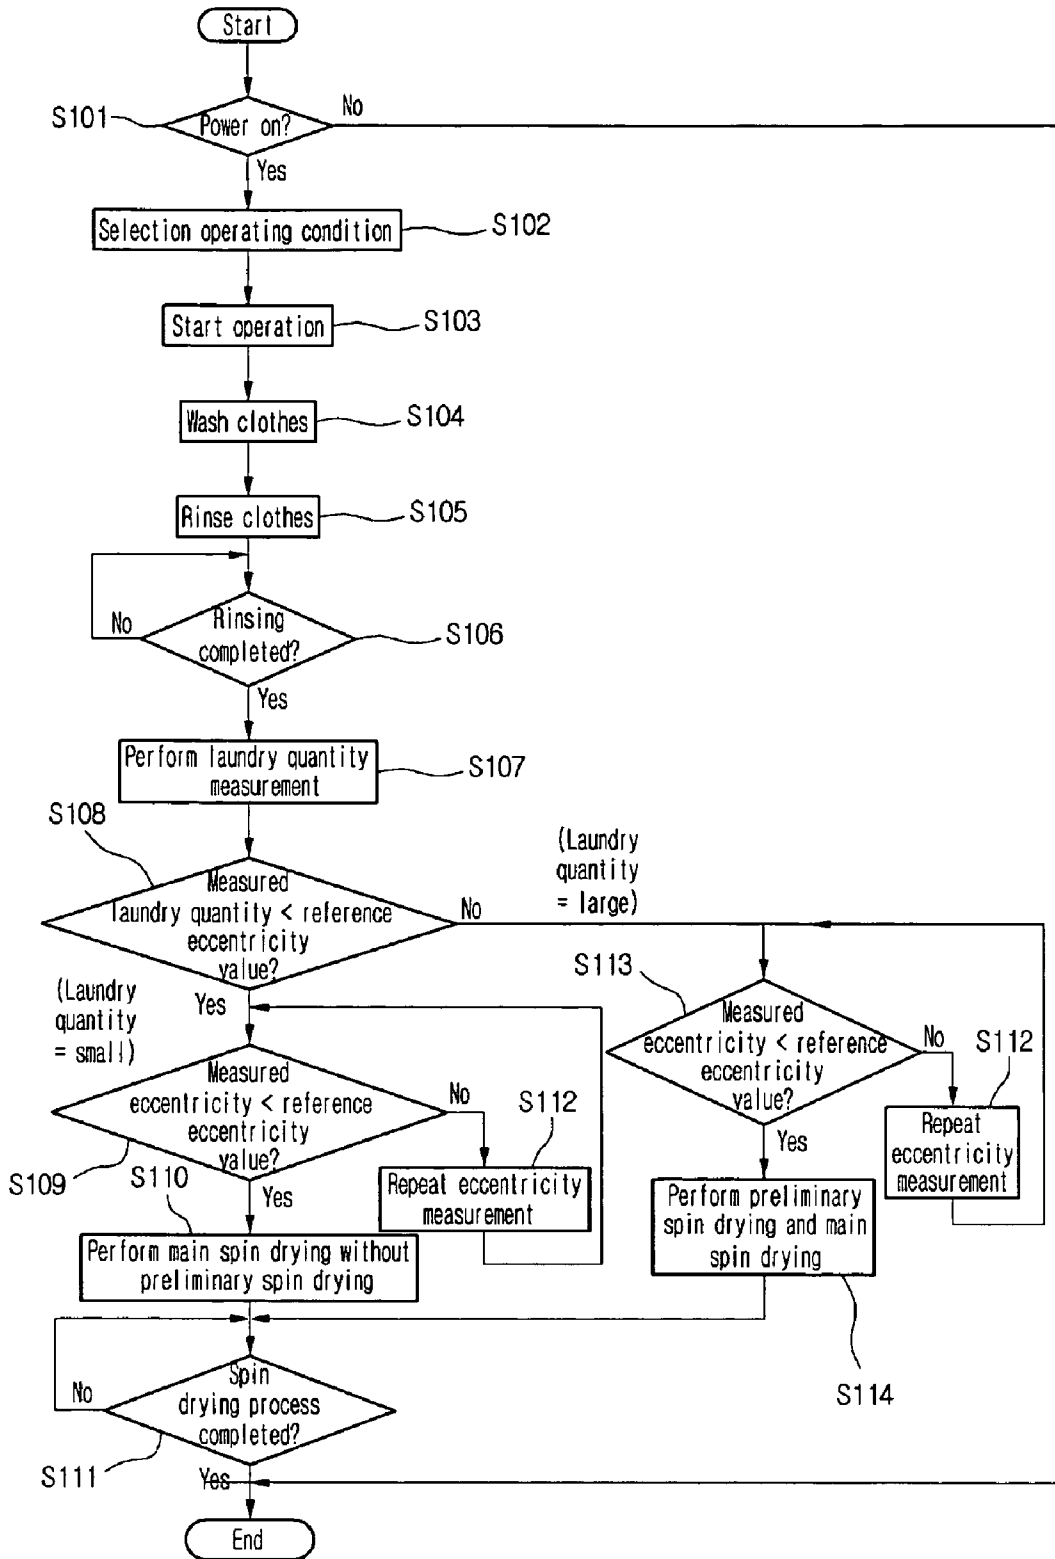 Start
S101
Power on?
No
Yes
Selection operating condition
S102
Start operation
S103
Wash clothes
S104
Rinse clothes
S105
No
Rinsing
completed?
S106
Yes
Perform laundry quantity
measurement
S107
S108
Measured
laundry quantity < reference
eccentricity
value?
No
(Laundry
quantity
= large)
Yes
(Laundry
quantity
= small)
S113
Measured
eccentricity < reference
eccentricity
value?
No
S112
Repeat
eccentricity
measurement
Yes
Measured
eccentricity < reference
eccentricity
value?
No
S112
S109
S110
Yes
Repeat eccentricity
measurement
Perform preliminary
spin drying and main
spin drying
Perform main spin drying without
preliminary spin drying
S114
No
Spin
drying process
completed?
S111
Yes
End